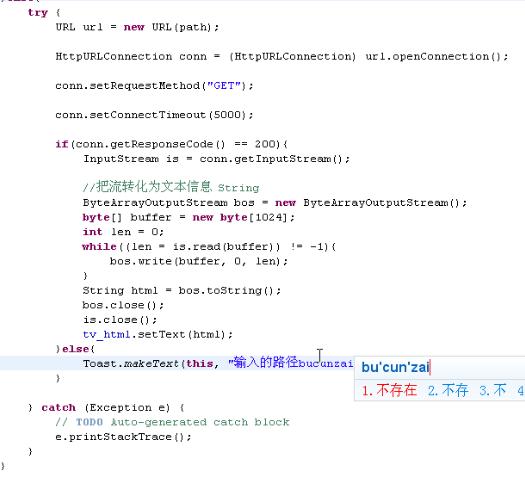 try {
URL url = new URL(path);
HttpURLConnection conn = (HttpURLConnection) url.openConnection();
conn.setRequestMethod("GET");
conn.setConnectTimeout(5000);
if(conn.getResponseCode() == 200){
InputStream is = conn.getInputStream();
//把流转化为文本信息 String
ByteArrayOutputStream bos = new ByteArrayOutputStream();
byte[] buffer = new byte[1024];
int len = 0;
while((len = is.read(buffer)) != -1){
bos.write(buffer, 0, len);
}
String html = bos.toString();
bos.close();
is.close();
tv_html.setText(html);
}else{
Toast.makeText(this, "输入的路径bucunzai
bu'cun'zai
1.不存在 2.不存 3.不 4
}
} catch (Exception e) {
// TODO Auto-generated catch block
e.printStackTrace();
}
}